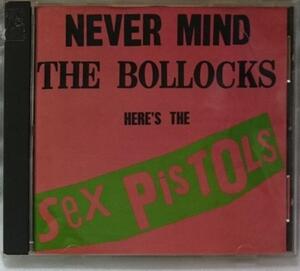 NEVER MIND
THE BOLLOCKS
HERE'S THE
Sex PiSTOLS